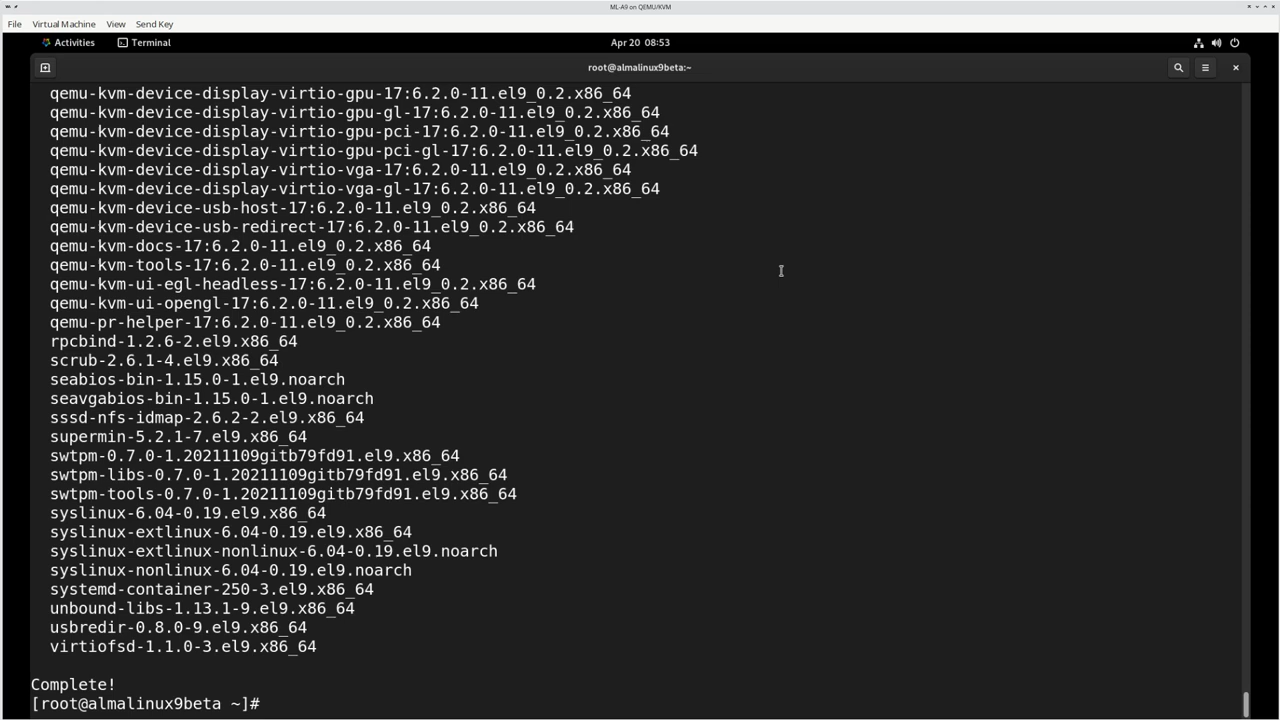 ML-A9 on QEMU/KVM
File Virtual Machine View Send Key
Activities Terminal Apr 20 08:53
root@almalinux9beta:~
qemu-kvm-device-display-virtio-gpu-17:6.2.0-11.el9_0.2.x86_64
qemu-kvm-device-display-virtio-gpu-gl-17:6.2.0-11.el9_0.2.x86_64
qemu-kvm-device-display-virtio-gpu-pci-17:6.2.0-11.el9_0.2.x86_64
qemu-kvm-device-display-virtio-gpu-pci-gl-17:6.2.0-11.el9_0.2.x86_64
qemu-kvm-device-display-virtio-vga-17:6.2.0-11.el9_0.2.x86_64
qemu-kvm-device-display-virtio-vga-gl-17:6.2.0-11.el9_0.2.x86_64
qemu-kvm-device-usb-host-17:6.2.0-11.el9_0.2.x86_64
qemu-kvm-device-usb-redirect-17:6.2.0-11.el9_0.2.x86_64
qemu-kvm-docs-17:6.2.0-11.el9_0.2.x86_64
qemu-kvm-tools-17:6.2.0-11.el9_0.2.x86_64
qemu-kvm-ui-egl-headless-17:6.2.0-11.el9_0.2.x86_64
qemu-kvm-ui-opengl-17:6.2.0-11.el9_0.2.x86_64
qemu-pr-helper-17:6.2.0-11.el9_0.2.x86_64
rpcbind-1.2.6-2.el9.x86_64
scrub-2.6.1-4.el9.x86_64
seabios-bin-1.15.0-1.el9.noarch
seavgabios-bin-1.15.0-1.el9.noarch
sssd-nfs-idmap-2.6.2-2.el9.x86_64
supermin-5.2.1-7.el9.x86_64
swtpm-0.7.0-1.20211109gitb79fd91.el9.x86_64
swtpm-libs-0.7.0-1.20211109gitb79fd91.el9.x86_64
swtpm-tools-0.7.0-1.20211109gitb79fd91.el9.x86_64
syslinux-6.04-0.19.el9.x86_64
syslinux-extlinux-6.04-0.19.el9.x86_64
syslinux-extlinux-nonlinux-6.04-0.19.el9.noarch
syslinux-nonlinux-6.04-0.19.el9.noarch
systemd-container-250-3.el9.x86_64
unbound-libs-1.13.1-9.el9.x86_64
usbredir-0.8.0-9.el9.x86_64
virtiofsd-1.1.0-3.el9.x86_64
Complete!
[root@almalinux9beta ~]#